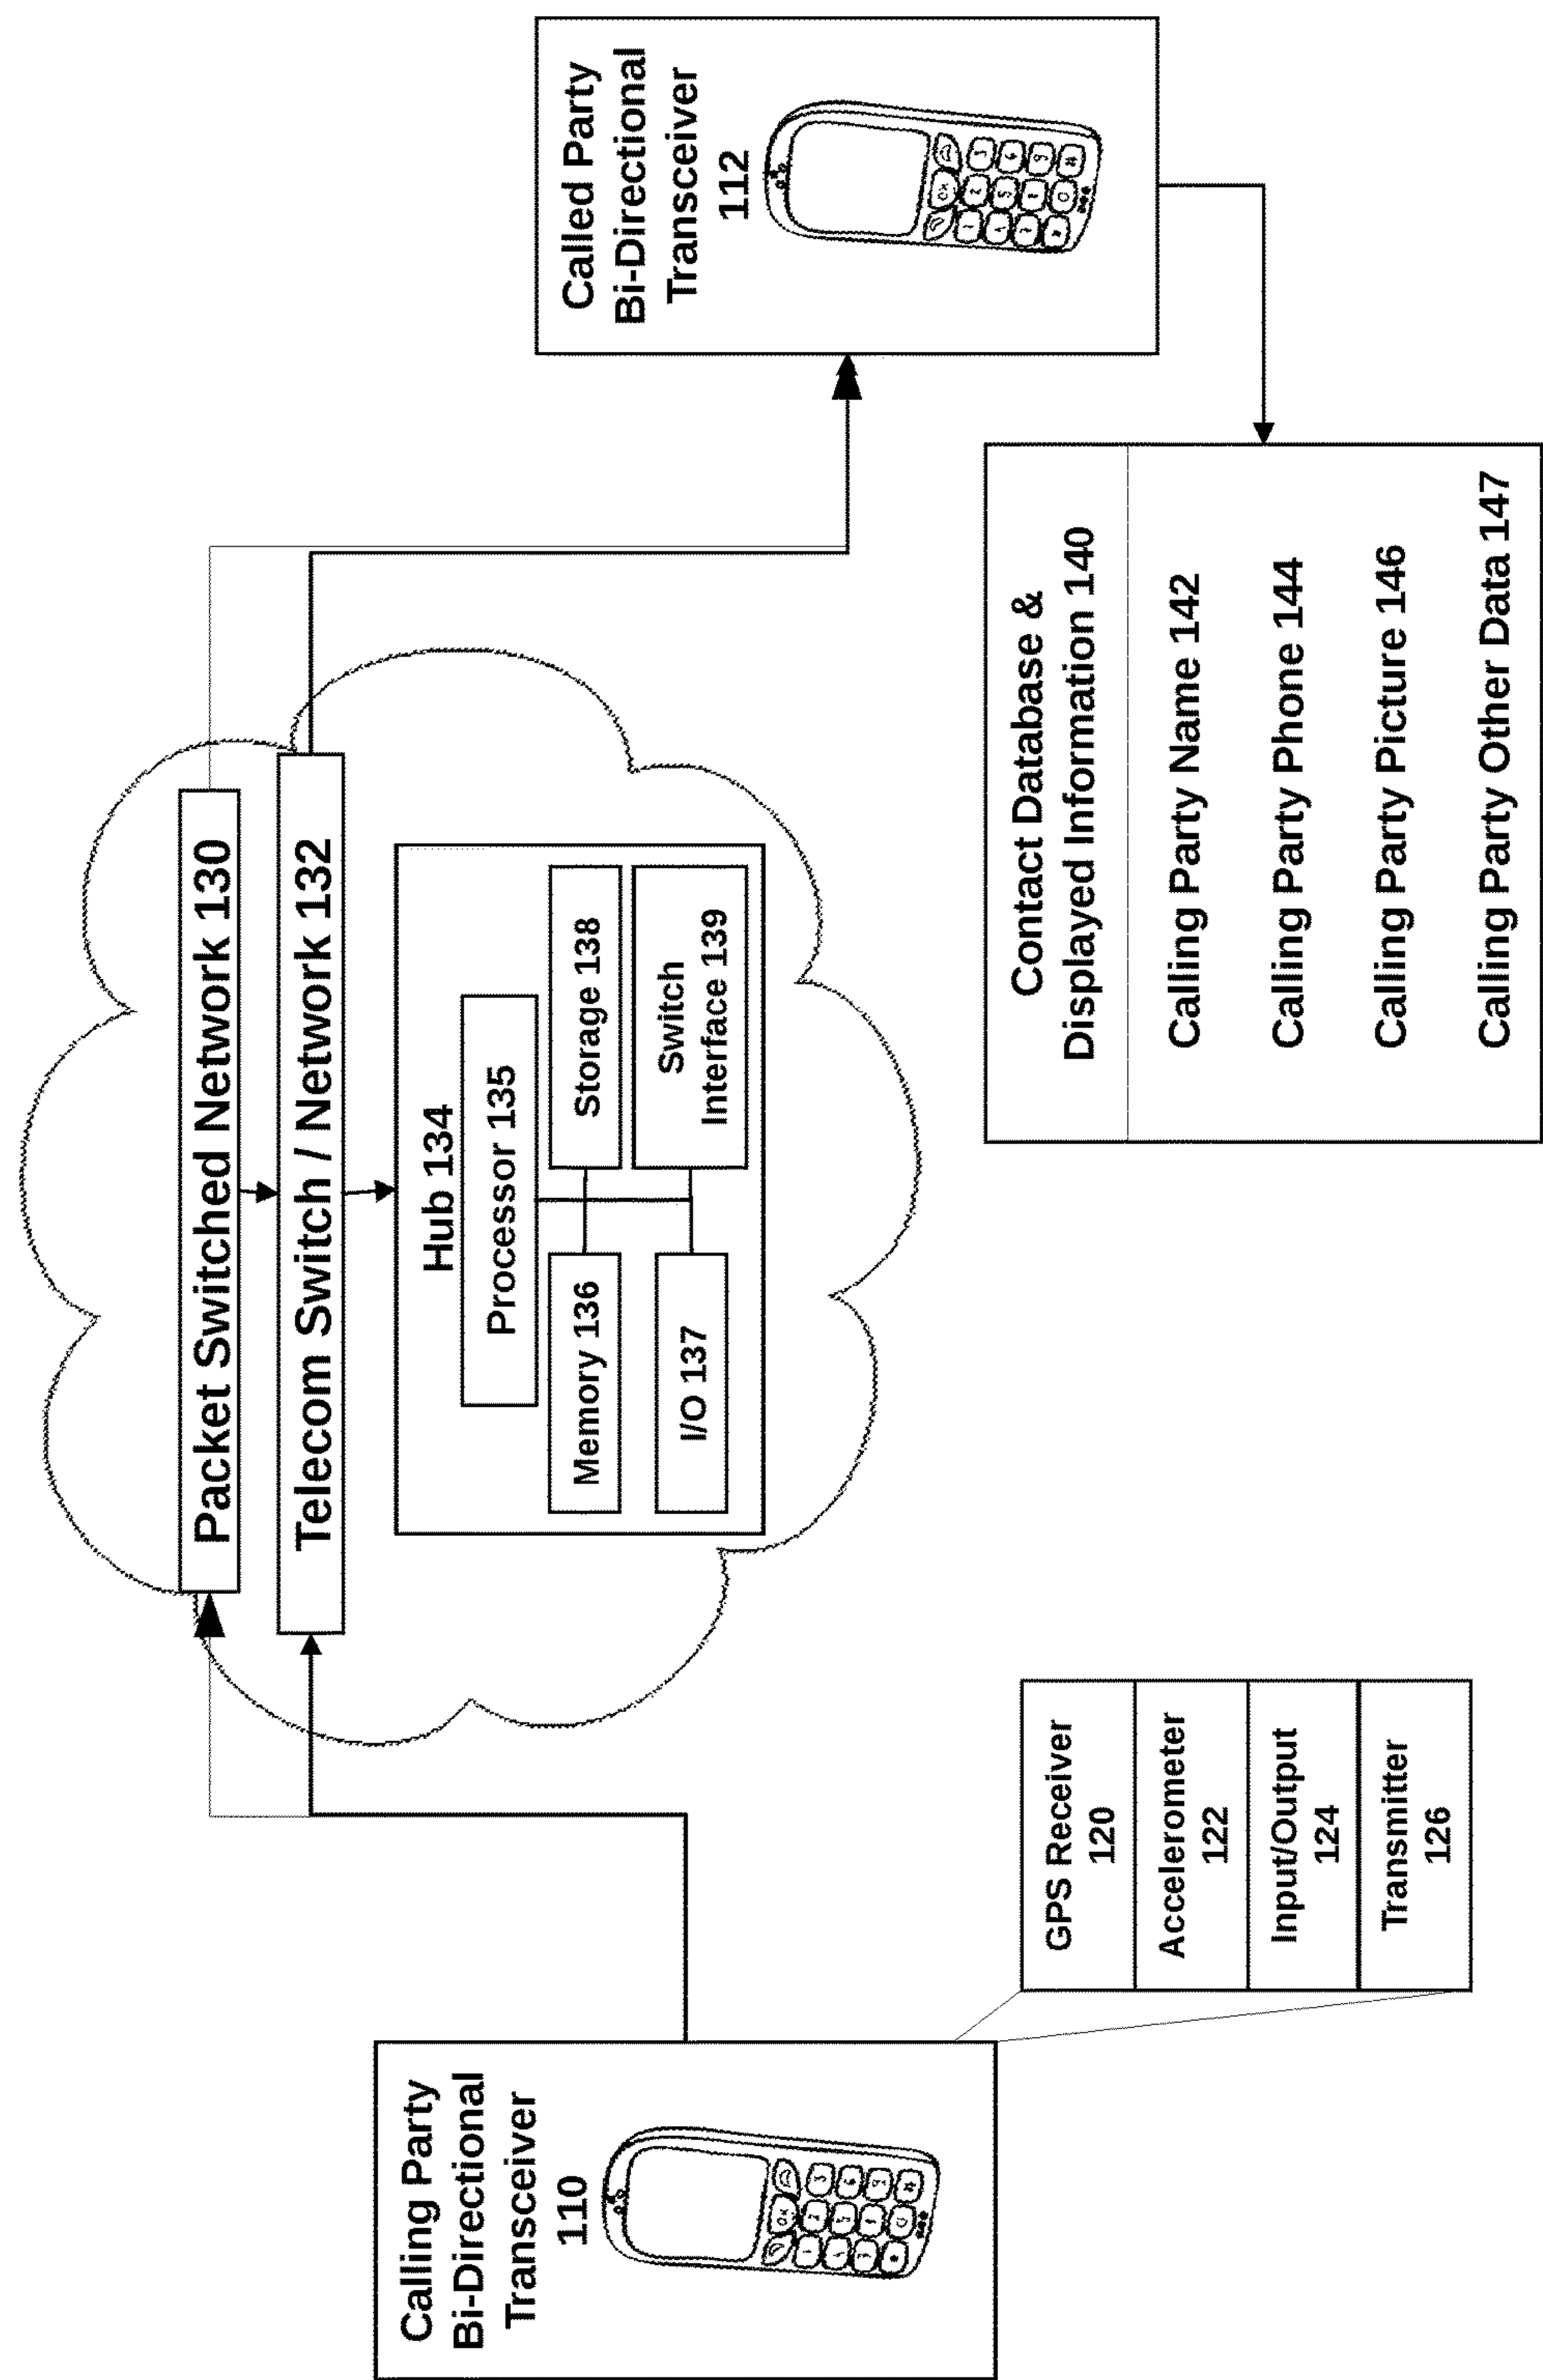 Packet Switched Network 130
Telecom Switch / Network 132
Hub 134
Processor 135
Memory 136
Storage 138
I/O 137
Switch
Interface 139
Calling Party
Bi-Directional
Transceiver
110
GPS Receiver
120
Accelerometer
122
Input/Output
124
Transmitter
126
Called Party
Bi-Directional
Transceiver
112
Contact Database &
Displayed Information 140
Calling Party Name 142
Calling Party Phone 144
Calling Party Picture 146
Calling Party Other Data 147